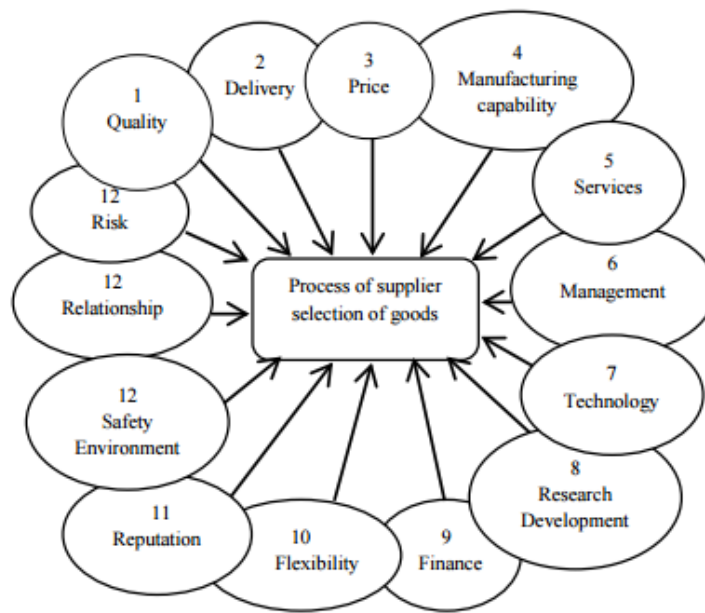 1
Quality
2
Delivery
3
Price
4
Manufacturing
capability
5
Services
6
Management
7
Technology
8
Research
Development
9
Finance
10
Flexibility
11
Reputation
12
Safety
Environment
12
Relationship
12
Risk
Process of supplier
selection of goods